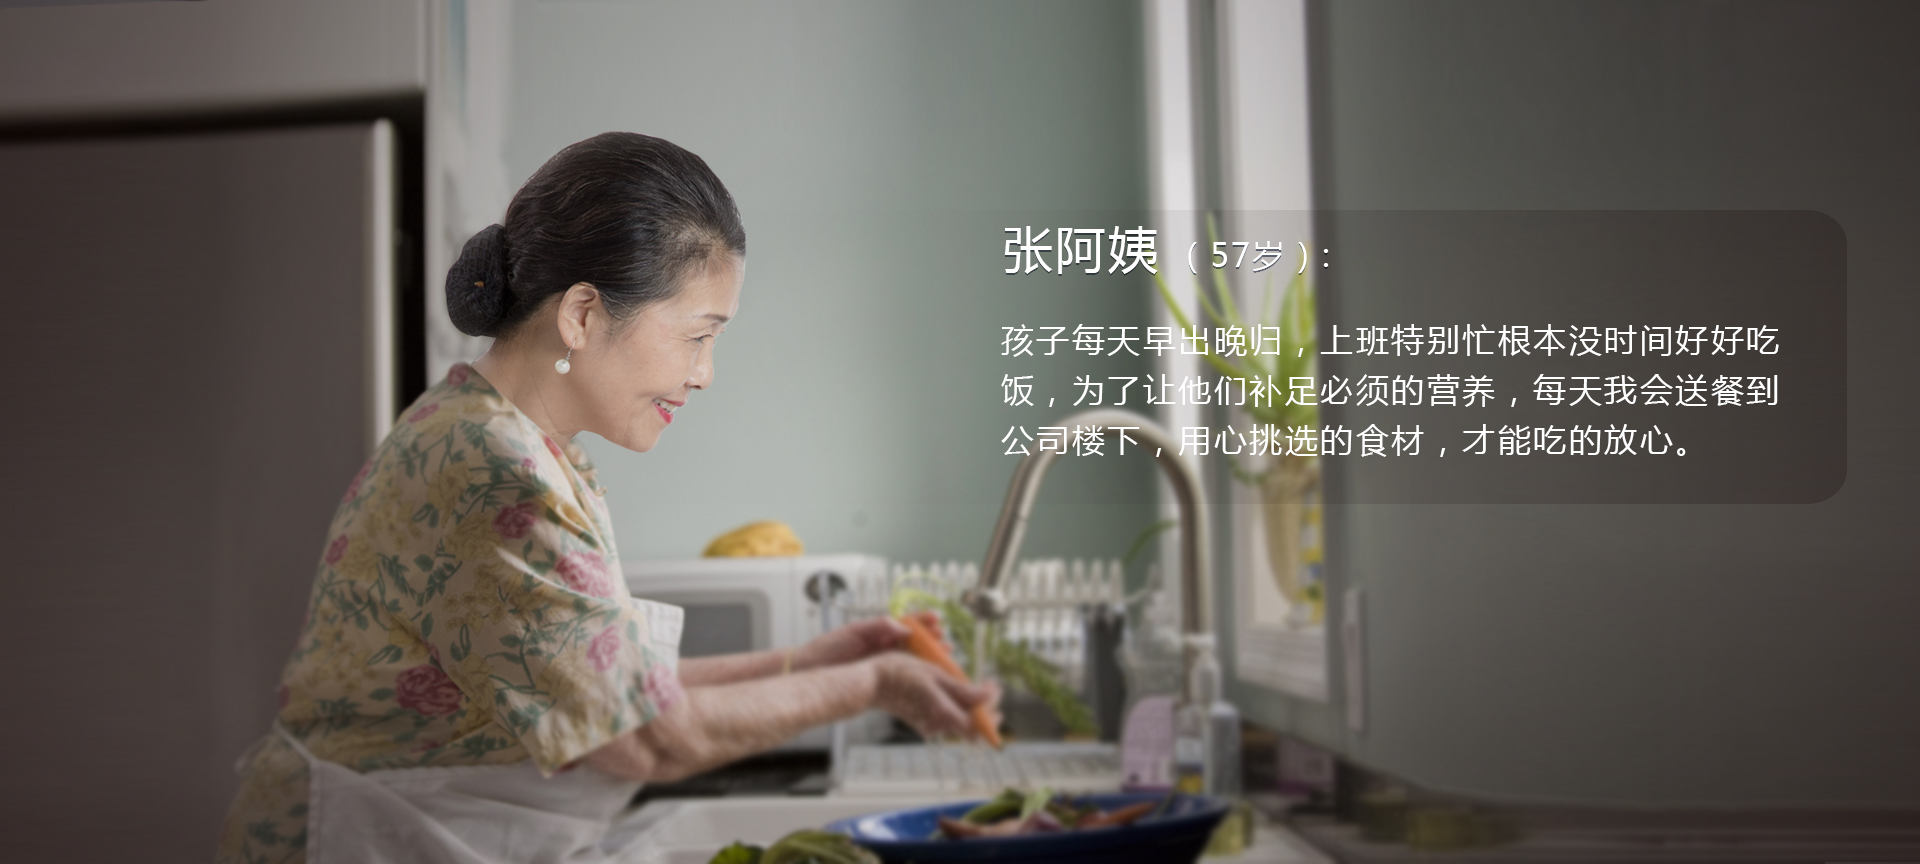 张阿姨（57岁）:
孩子每天早出晚归，上班特别忙根本没时间好好吃
饭，为了让他们补足必须的营养，每天我会送餐到
公司楼下，用心挑选的食材，才能吃的放心。